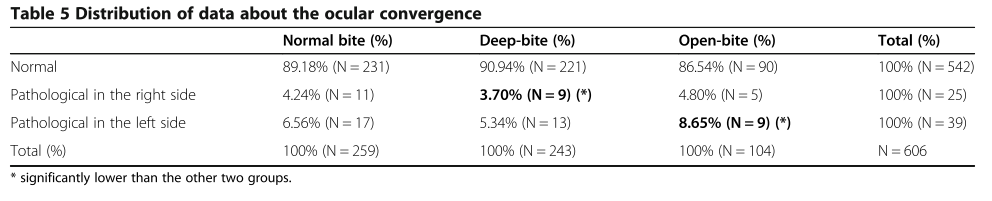 Table 5 Distribution of data about the ocular convergence
Normal bite (%) Deep-bite (%) Open-bite (%) Total (%)
Normal 89.18% (N = 231) 90.94% (N = 221) 86.54% (N = 90) 100% (N = 542)
Pathological in the right side 4.24% (N = 11) 3.70% (N = 9) (*) 4.80% (N = 5) 100% (N = 25)
Pathological in the left side 6.56% (N = 17) 5.34% (N = 13) 8.65% (N = 9) (*) 100% (N = 39)
Total (%) 100% (N = 259) 100% (N = 243) 100% (N = 104) N = 606
* significantly lower than the other two groups.